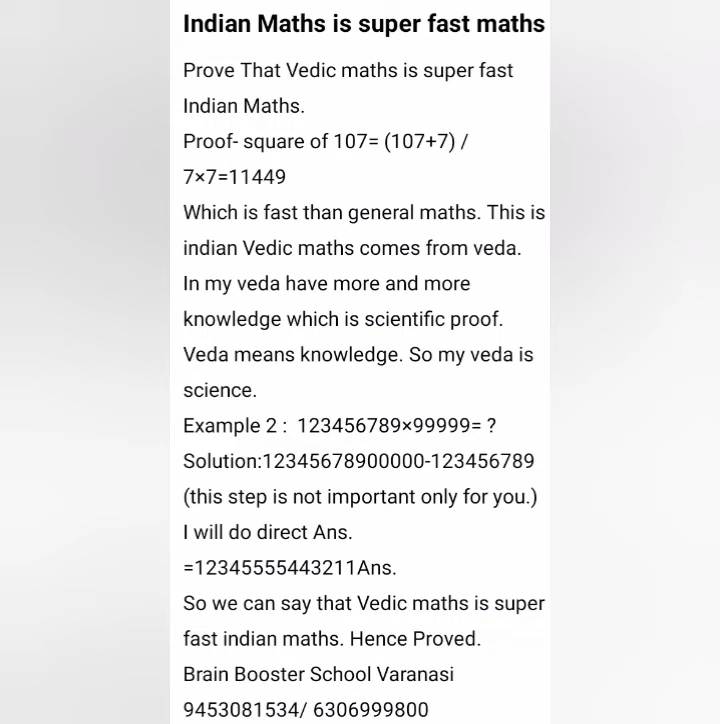 Indian Maths is super fast maths
Prove That Vedic maths is super fast
Indian Maths.
Proof- square of 107= (107+7) /
7×7=11449
Which is fast than general maths. This is
indian Vedic maths comes from veda.
In my veda have more and more
knowledge which is scientific proof.
Veda means knowledge. So my veda is
science.
Example 2 :  123456789×99999= ?
Solution:12345678900000-123456789
(this step is not important only for you.)
I will do direct Ans.
=12345555443211Ans.
So we can say that Vedic maths is super
fast indian maths. Hence Proved.
Brain Booster School Varanasi
9453081534/ 6306999800